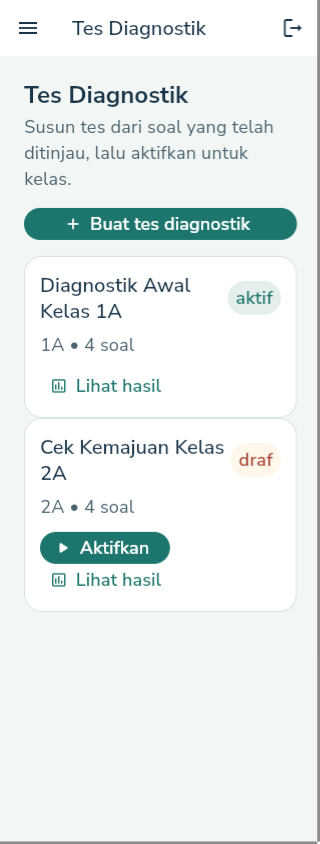 Tes Diagnostik
Tes Diagnostik
Susun tes dari soal yang telah
ditinjau, lalu aktifkan untuk
kelas.
+ Buat tes diagnostik
Diagnostik Awal
Kelas 1A
aktif
1A • 4 soal
Lihat hasil
Cek Kemajuan Kelas
2A
draf
2A • 4 soal
Aktifkan
Lihat hasil